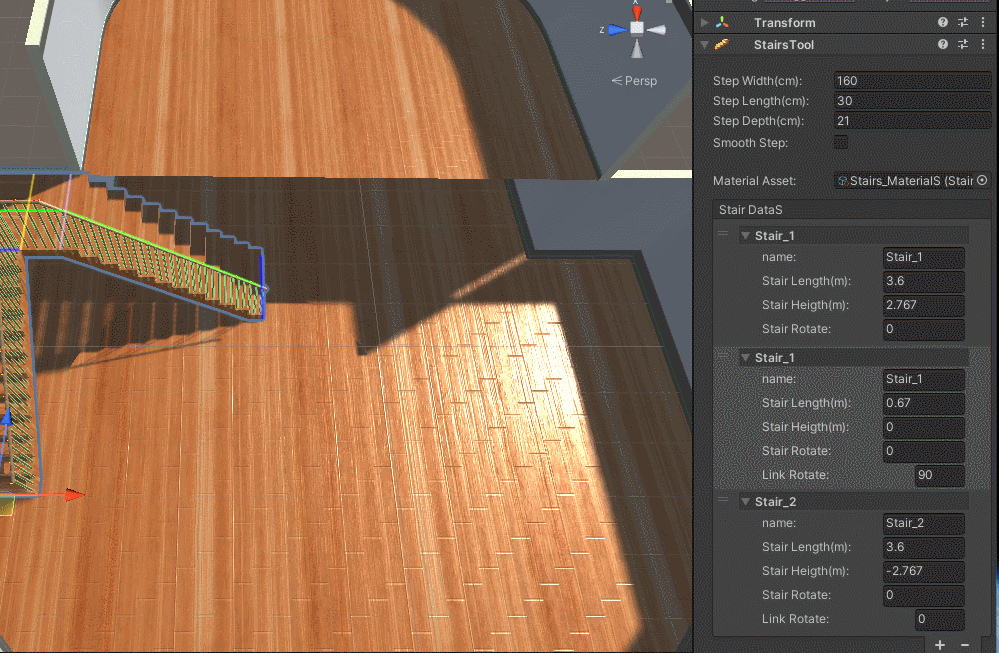 x
z
Persp
Transform
StairsTool
Step Width(cm): 160
Step Length(cm): 30
Step Depth(cm): 21
Smooth Step:
Material Asset: Stairs_MaterialS (Stair
Stair DataS
Stair_1
name: Stair_1
Stair Length(m): 3.6
Stair Heigth(m): 2.767
Stair Rotate: 0
Stair_1
name: Stair_1
Stair Length(m): 0.67
Stair Heigth(m): 0
Stair Rotate: 0
Link Rotate: 90
Stair_2
name: Stair_2
Stair Length(m): 3.6
Stair Heigth(m): -2.767
Stair Rotate: 0
Link Rotate: 0